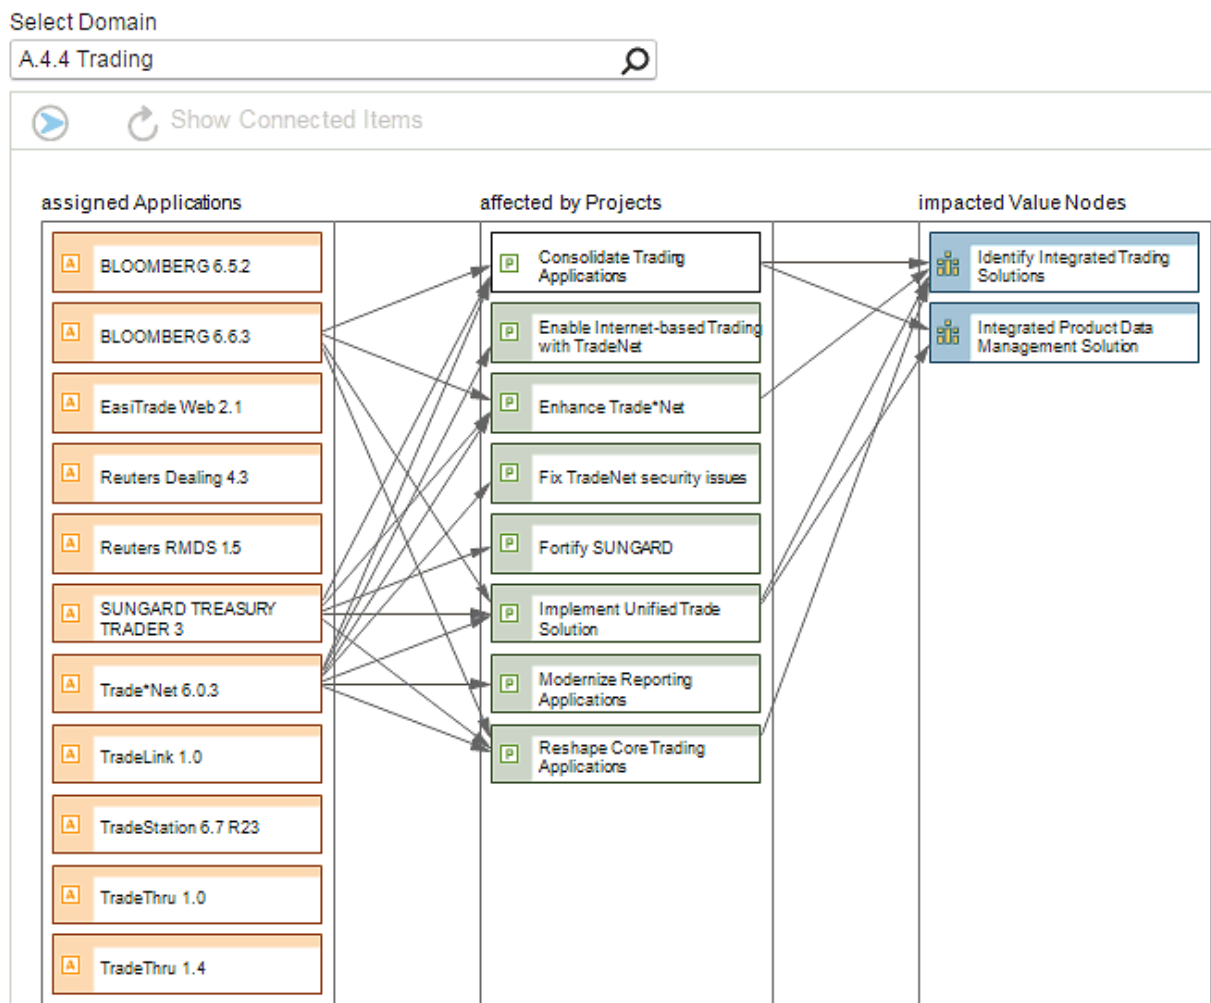 Select Domain
A.4.4 Trading
Show Connected Items
assigned Applications
affected by Projects
impacted Value Nodes
A BLOOMBERG 6.5.2
A BLOOMBERG 6.6.3
A EasiTrade Web 2.1
A Reuters Dealing 4.3
A Reuters RMDS 1.5
A SUNGARD TREASURY
TRADER 3
A Trade*Net 6.0.3
A TradeLink 1.0
A TradeStation 6.7 R23
A TradeThru 1.0
A TradeThru 1.4
P Consolidate Trading
Applications
P Enable Internet-based Trading
with TradeNet
P Enhance Trade*Net
P Fix TradeNet security issues
P Fortify SUNGARD
P Implement Unified Trade
Solution
P Modernize Reporting
Applications
P Reshape Core Trading
Applications
Identify Integrated Trading
Solutions
Integrated Product Data
Management Solution